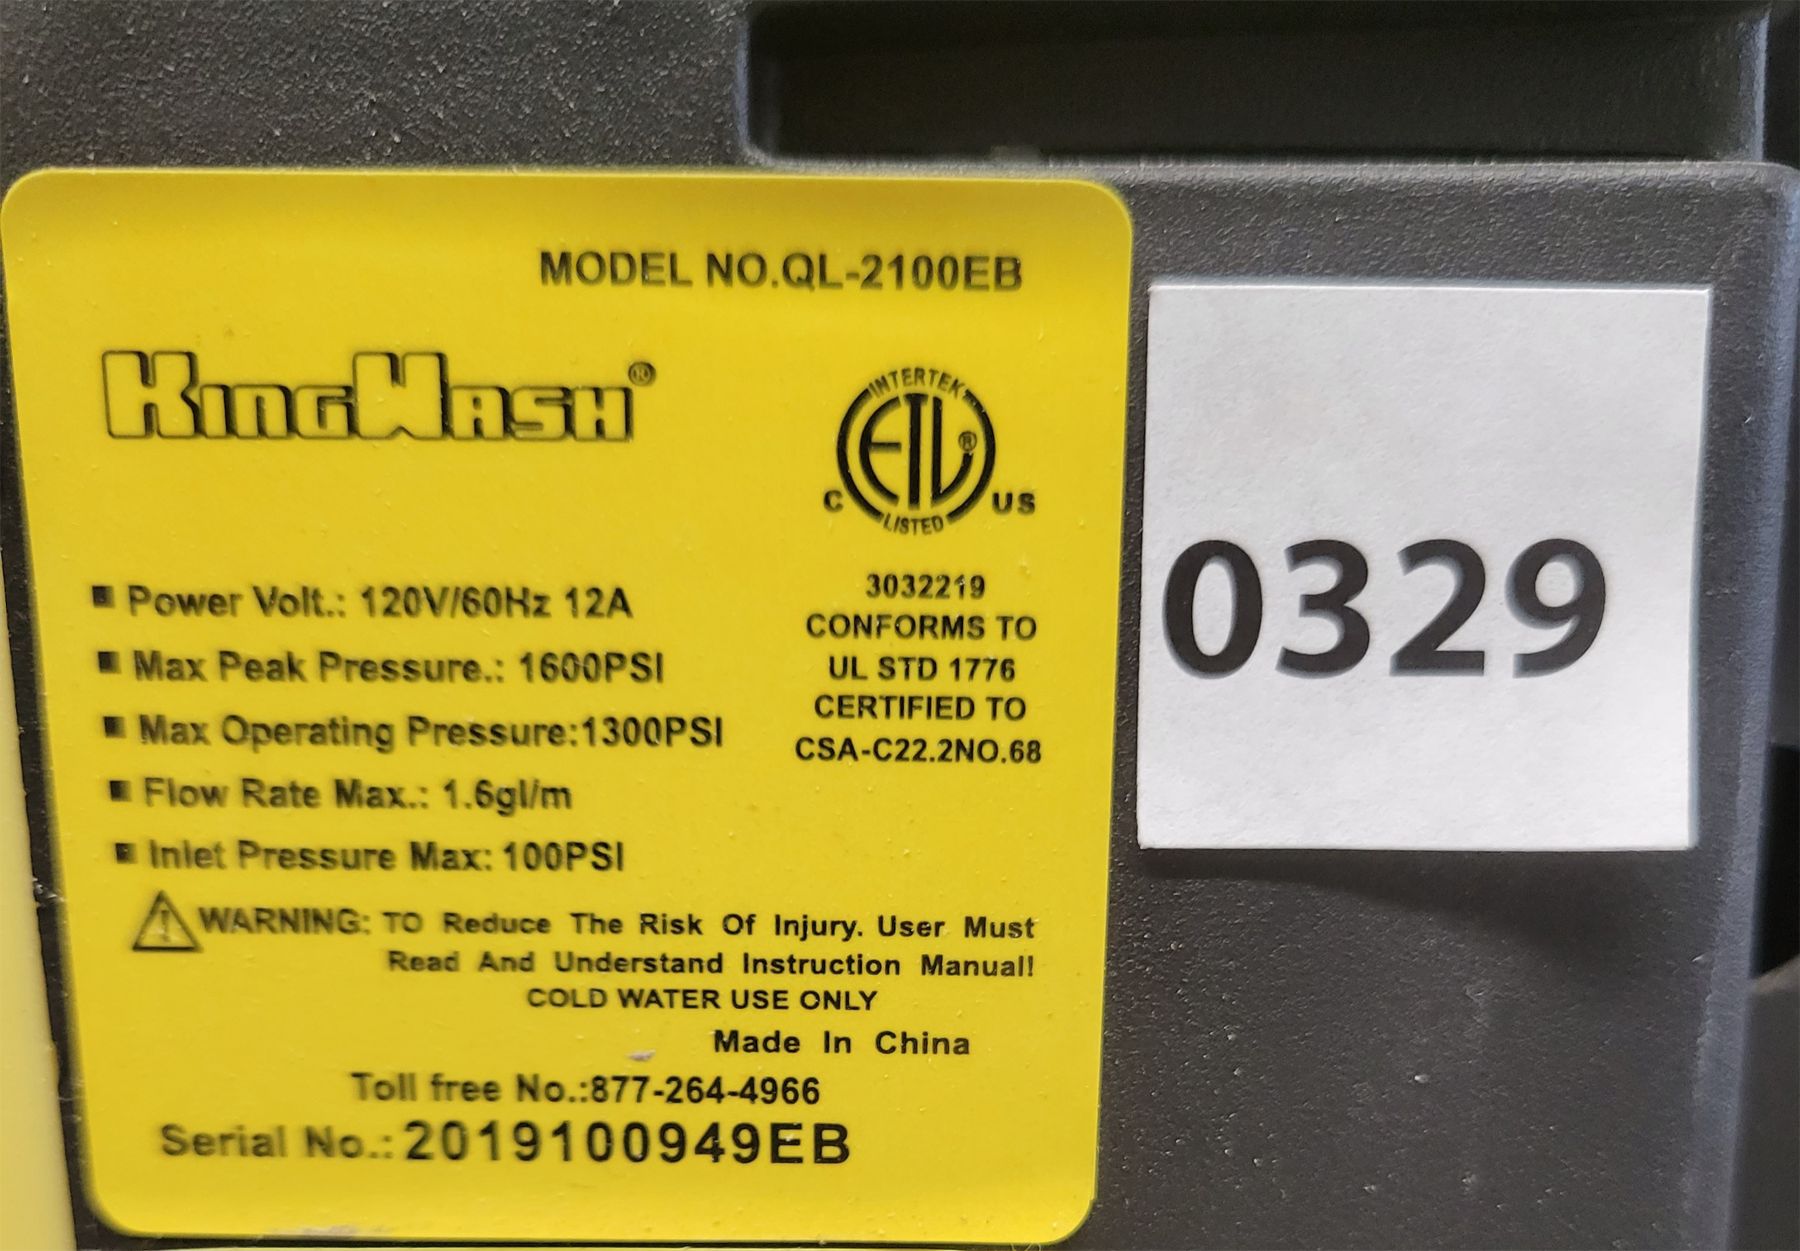 MODEL NO.QL-2100EB
KINGWASH®
INTERTEK
ETL®
C US
LISTED
3032219
CONFORMS TO
UL STD 1776
CERTIFIED TO
CSA-C22.2NO.68
0329
■ Power Volt.: 120V/60Hz 12A
■ Max Peak Pressure.: 1600PSI
■ Max Operating Pressure:1300PSI
■ Flow Rate Max.: 1.6gl/m
■ Inlet Pressure Max: 100PSI
WARNING: TO Reduce The Risk Of Injury. User Must
Read And Understand Instruction Manual!
COLD WATER USE ONLY
Made In China
Toll free No.:877-264-4966
Serial No.: 2019100949EB